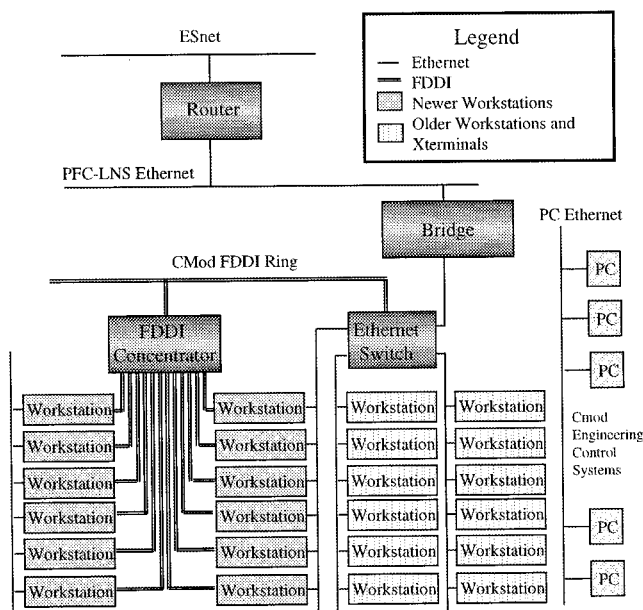 ESnet
Router
PFC-LNS Ethernet
Legend
Ethernet
FDDI
Newer Workstations
Older Workstations and
Xterminals
Bridge
PC Ethernet
CMod FDDI Ring
FDDI
Concentrator
Ethernet
Switch
PC
PC
PC
Workstation Workstation Workstation Workstation
Workstation Workstation Workstation Workstation
Workstation Workstation Workstation Workstation
Workstation Workstation Workstation Workstation
Workstation Workstation Workstation Workstation
Workstation Workstation Workstation Workstation
Cmod
Engineering
Control
Systems
PC
PC